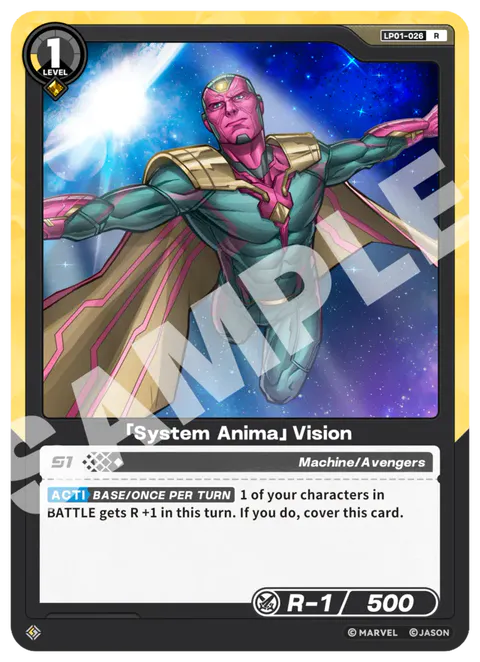 LP01-026 R
1
LEVEL
「System Anima」 Vision
S1
Machine/Avengers
ACT BASE/ONCE PER TURN 1 of your characters in
BATTLE gets R +1 in this turn. If you do, cover this card.
R-1/ 500
©MARVEL ©JASON
SAMPLE